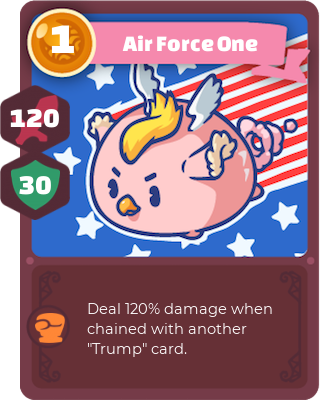 1
Air Force One
120
30
Deal 120% damage when
chained with another
"Trump" card.